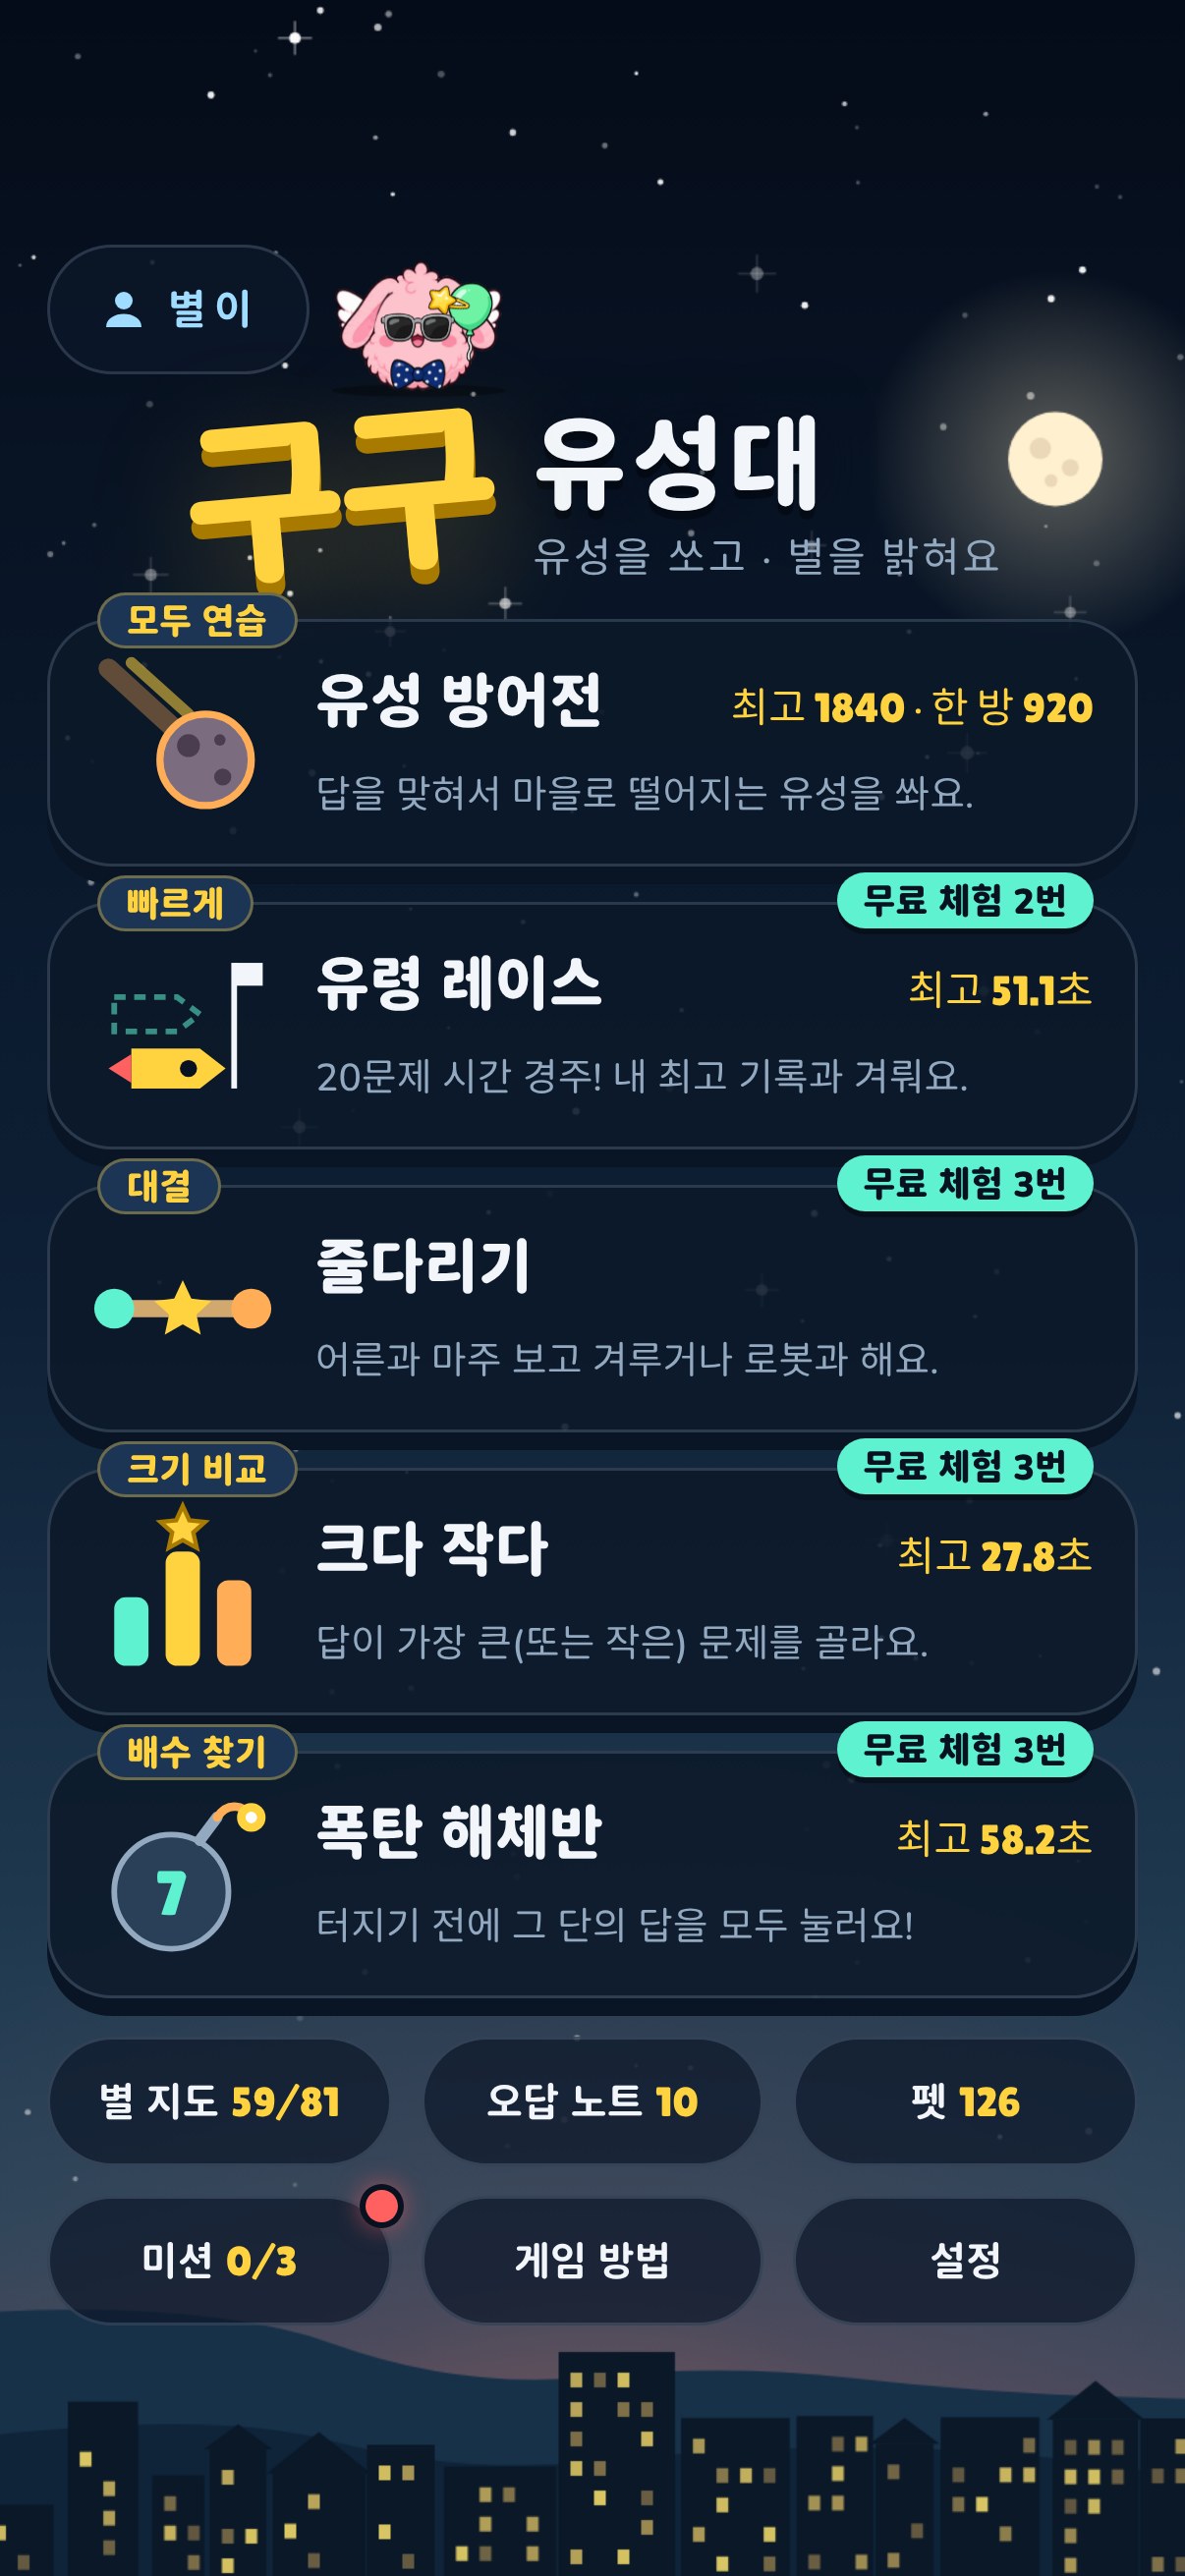 별이
구구 유성대
유성을 쏘고 · 별을 밝혀요
모두 연습
유성 방어전
최고 1840 · 한 방 920
답을 맞혀서 마을로 떨어지는 유성을 쏴요.
빠르게
무료 체험 2번
유령 레이스
최고 51.1초
20문제 시간 경주! 내 최고 기록과 겨뤄요.
대결
무료 체험 3번
줄다리기
어른과 마주 보고 겨루거나 로봇과 해요.
크기 비교
무료 체험 3번
크다 작다
최고 27.8초
답이 가장 큰(또는 작은) 문제를 골라요.
배수 찾기
무료 체험 3번
7
폭탄 해체반
최고 58.2초
터지기 전에 그 단의 답을 모두 눌러요!
별 지도 59/81
오답 노트 10
펫 126
미션 0/3
게임 방법
설정